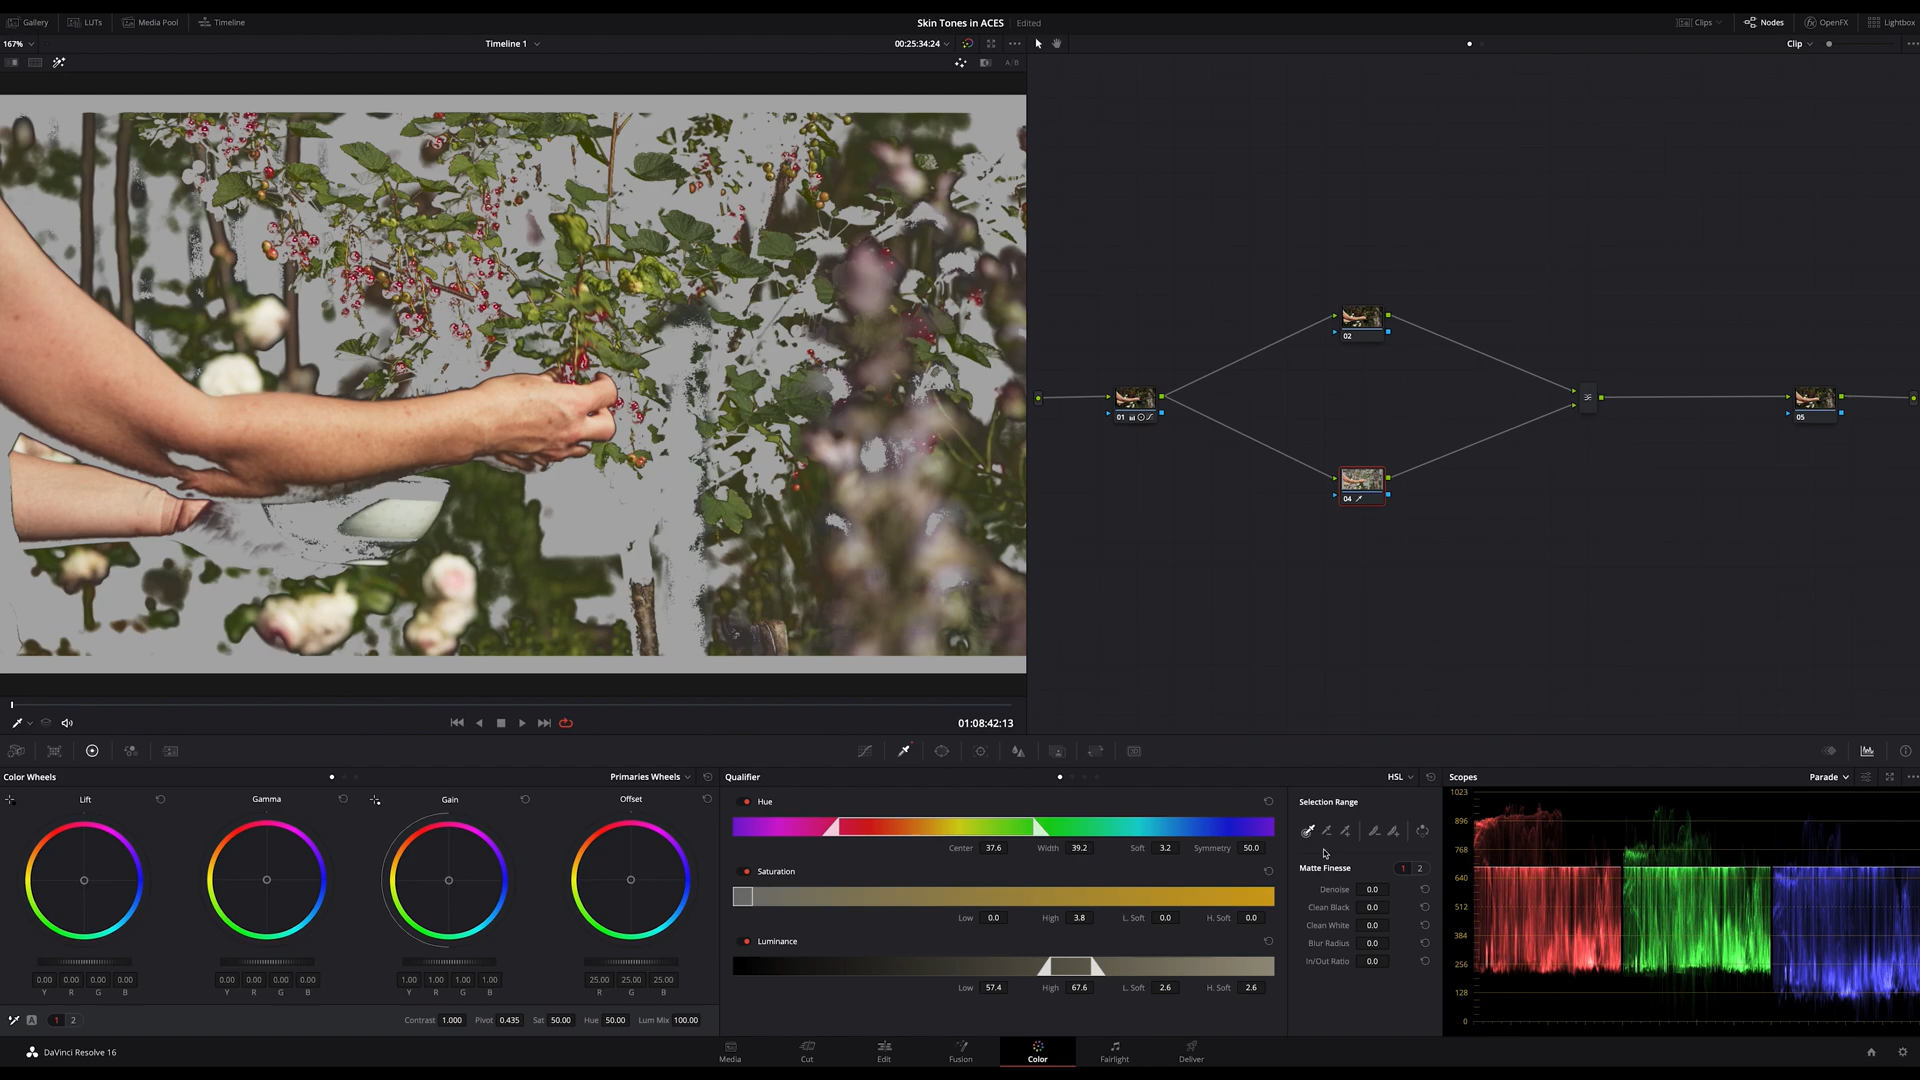 Gallery LUTs Media Pool Timeline Skin Tones in ACES Edited Clips Nodes fx OpenFX Lightbox
167% Timeline 1 00:25:34:24 Clip
A/B
02
01
05
04
01:08:42:13
Color Wheels Primaries Wheels Qualifier HSL Scopes Parade
Lift Gamma Gain Offset
Hue
Center 37.6 Width 39.2 Soft 3.2 Symmetry 50.0
Saturation
Low 0.0 High 3.8 L. Soft 0.0 H. Soft 0.0
Luminance
Low 57.4 High 67.6 L. Soft 2.6 H. Soft 2.6
Selection Range
Matte Finesse 1 2
Denoise 0.0
Clean Black 0.0
Clean White 0.0
Blur Radius 0.0
In/Out Ratio 0.0
1023
896
768
640
512
384
256
128
0
0.00 0.00 0.00 0.00 0.00 0.00 0.00 0.00 1.00 1.00 1.00 1.00 25.00 25.00 25.00
Y R G B Y R G B Y R G B R G B
A 1 2 Contrast 1.000 Pivot 0.435 Sat 50.00 Hue 50.00 Lum Mix 100.00
DaVinci Resolve 16 Media Cut Edit Fusion Color Fairlight Deliver